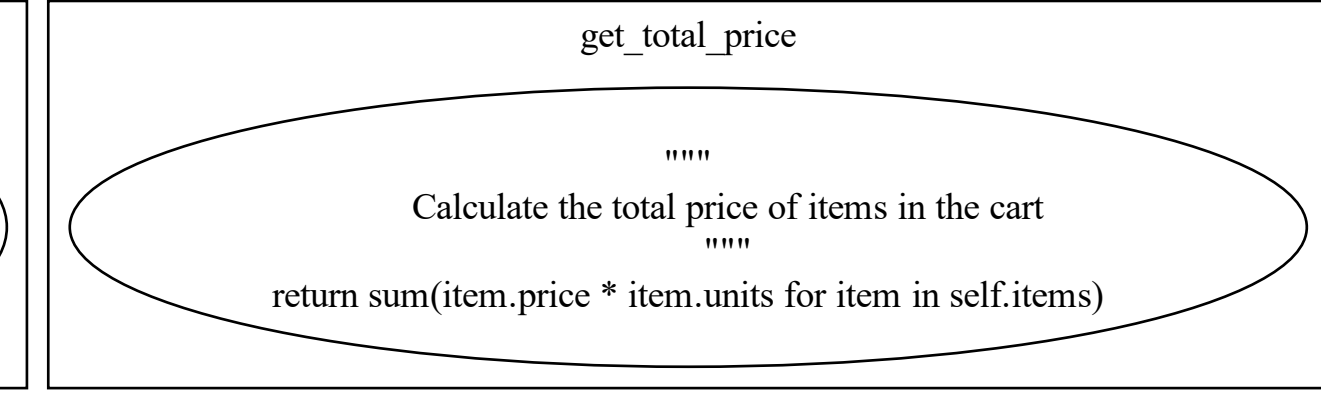 get_total_price
"""
Calculate the total price of items in the cart
"""
return sum(item.price * item.units for item in self.items)